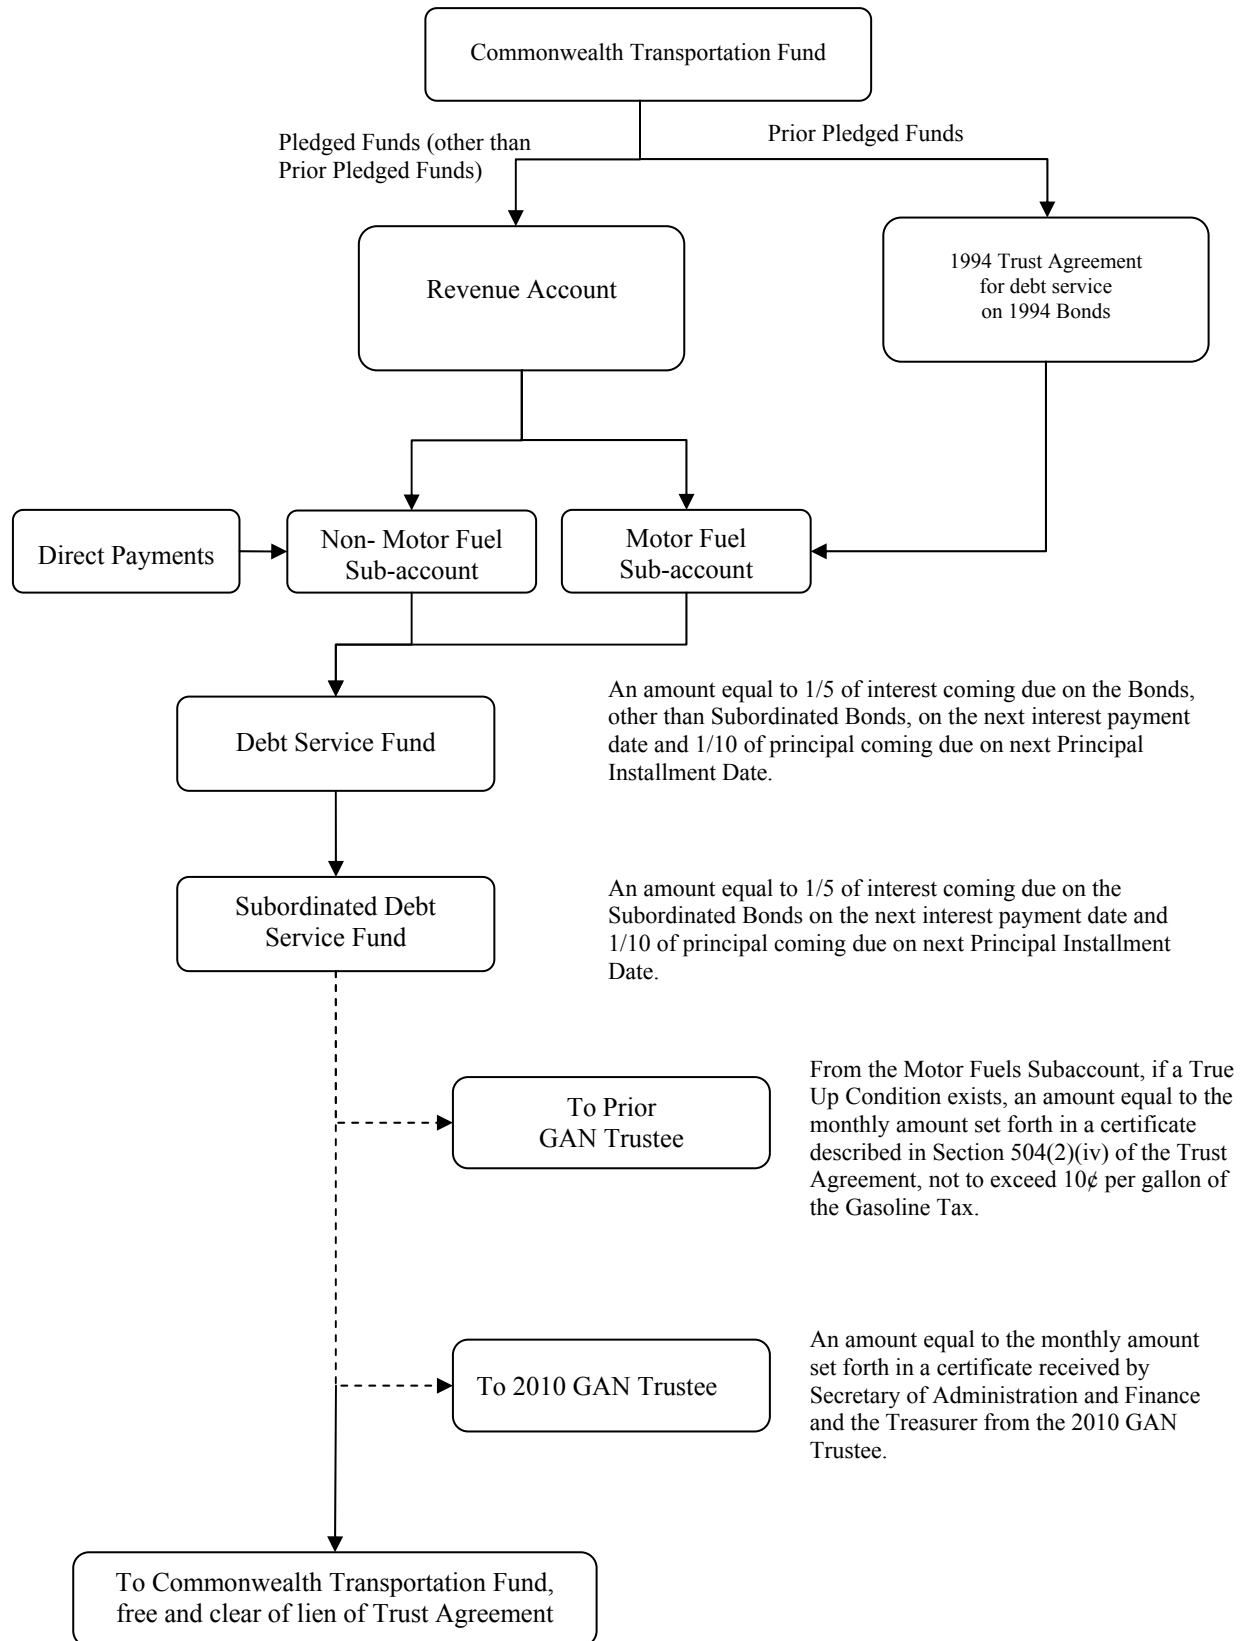 Commonwealth Transportation Fund
Pledged Funds (other than
Prior Pledged Funds)
Prior Pledged Funds
Revenue Account
1994 Trust Agreement
for debt service
on 1994 Bonds
Direct Payments
Non- Motor Fuel
Sub-account
Motor Fuel
Sub-account
Debt Service Fund
An amount equal to 1/5 of interest coming due on the Bonds,
other than Subordinated Bonds, on the next interest payment
date and 1/10 of principal coming due on next Principal
Installment Date.
Subordinated Debt
Service Fund
An amount equal to 1/5 of interest coming due on the
Subordinated Bonds on the next interest payment date and
1/10 of principal coming due on next Principal Installment
Date.
To Prior
GAN Trustee
From the Motor Fuels Subaccount, if a True
Up Condition exists, an amount equal to the
monthly amount set forth in a certificate
described in Section 504(2)(iv) of the Trust
Agreement, not to exceed 10¢ per gallon of
the Gasoline Tax.
To 2010 GAN Trustee
An amount equal to the monthly amount
set forth in a certificate received by
Secretary of Administration and Finance
and the Treasurer from the 2010 GAN
Trustee.
To Commonwealth Transportation Fund,
free and clear of lien of Trust Agreement